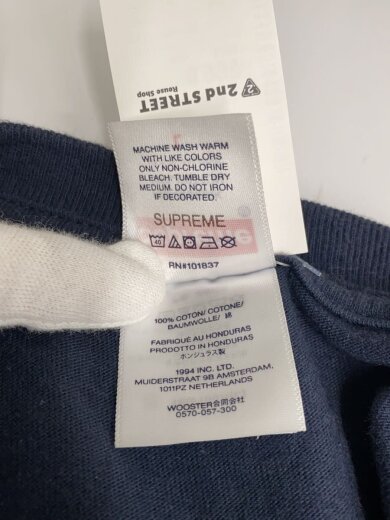 2nd STREET
Reuse Shop
MACHINE WASH WARM
WITH LIKE COLORS
ONLY NON-CHLORINE
BLEACH. TUMBLE DRY
MEDIUM. DO NOT IRON
IF DECORATED.
SUPREME
40
RN#101837
100% COTON/ COTONE/
BAUMWOLLE/ 綿
FABRIQUÉ AU HONDURAS
PRODOTTO IN HONDURAS
ホンジュラス製
1994 INC. LTD.
MUIDERSTRAAT 9B AMSTERDAM,
1011PZ NETHERLANDS
WOOSTER合同会社
0570-057-300